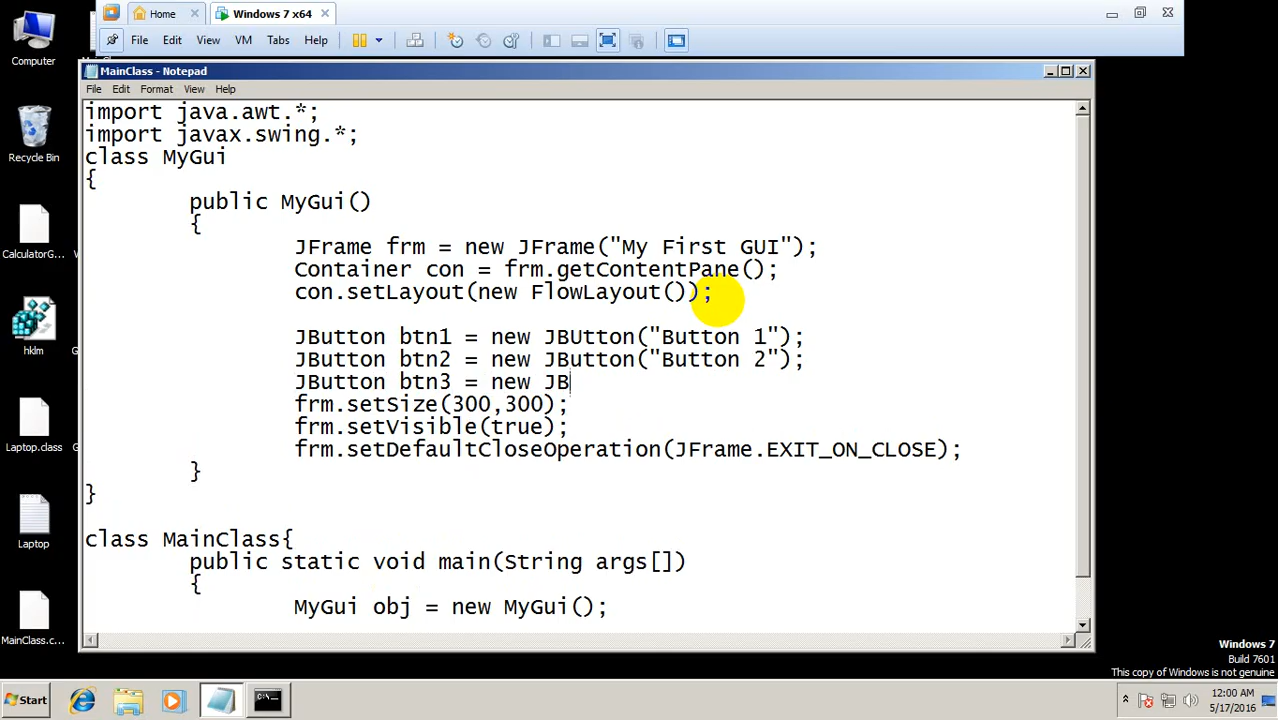 Home
Windows 7 x64
File Edit View VM Tabs Help
Computer
MainClass - Notepad
File Edit Format View Help
import java.awt.*;
import javax.swing.*;
class MyGui
{
public MyGui()
{
JFrame frm = new JFrame("My First GUI");
Container con = frm.getContentPane();
con.setLayout(new FlowLayout());
JButton btn1 = new JBUtton("Button 1");
JButton btn2 = new JButton("Button 2");
JButton btn3 = new JB
frm.setSize(300,300);
frm.setVisible(true);
frm.setDefaultCloseOperation(JFrame.EXIT_ON_CLOSE);
}
}
class MainClass{
public static void main(String args[])
{
MyGui obj = new MyGui();
Recycle Bin
CalculatorG...
hklm
Laptop.class
Laptop
MainClass.c...
Windows 7
Build 7601
This copy of Windows is not genuine
Start
C:\_
12:00 AM
5/17/2016